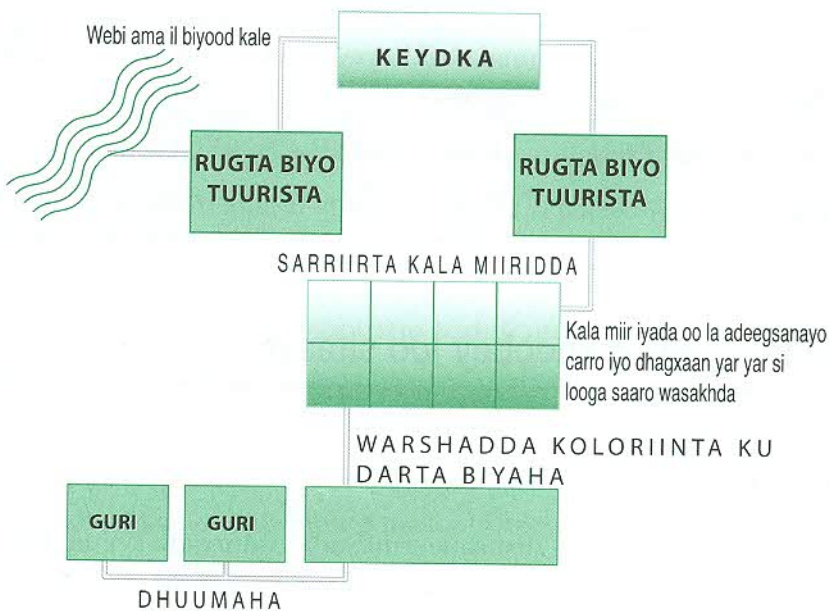 Webi ama il biyood kale
KEYDKA
RUGTA BIYO
TUURISTA
RUGTA BIYO
TUURISTA
SARRIIRTA KALA MIIRIDDA
Kala miir iyada oo la adeegsanayo
carro iyo dhagxaan yar yar si
looga saaro wasakhda
WARSHADDA KOLORIINTA KU
DARTA BIYAHA
GURI
GURI
DHUUMAHA